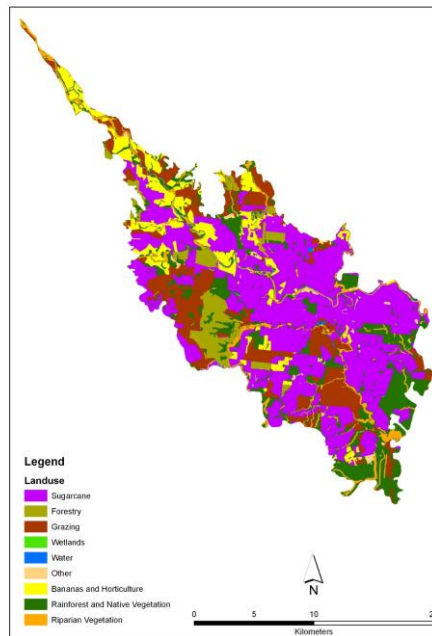 Legend
Landuse
Sugarcane
Forestry
Grazing
Wetlands
Water
Other
Bananas and Horticulture
Rainforest and Native Vegetation
Riparian Vegetation
N
0 5 10 2
Kilometers